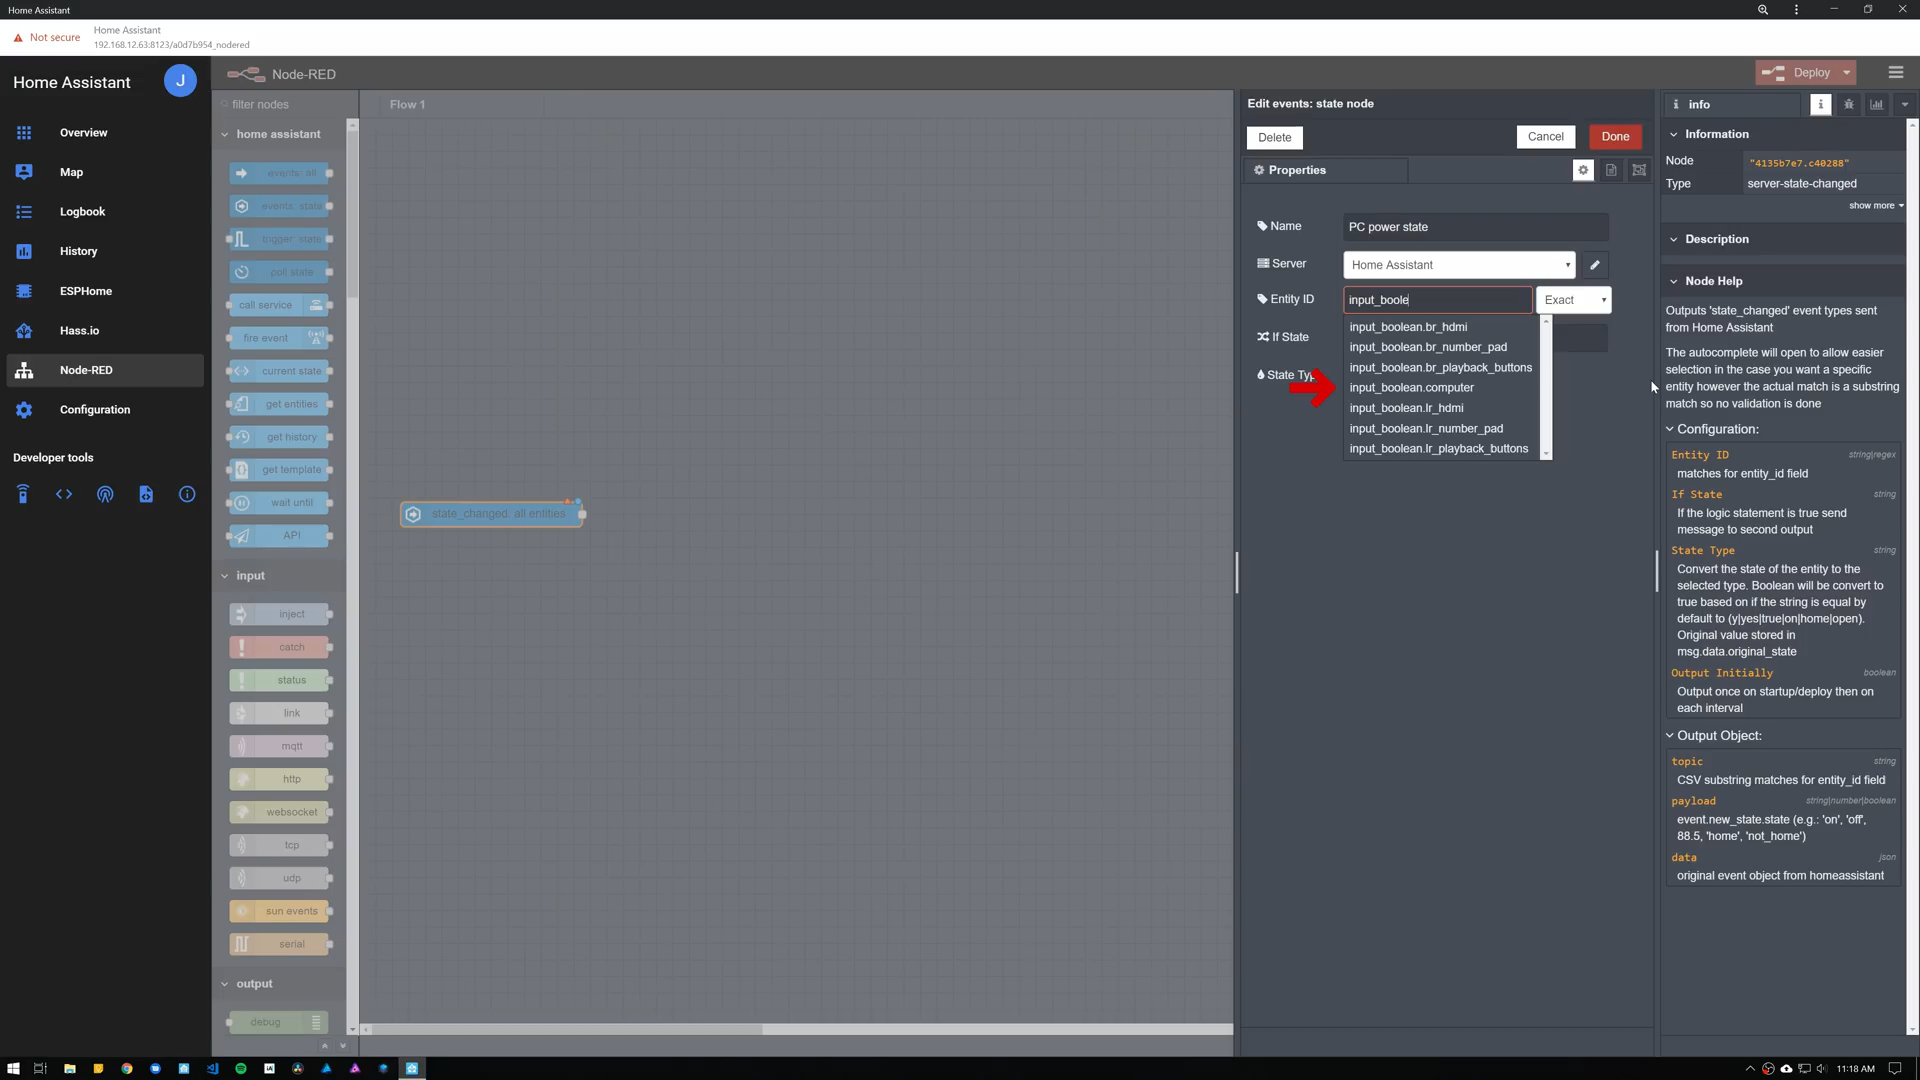 Home Assistant
Not secure
Home Assistant
192.168.12.63:8123/a0d7b954_nodered
Home Assistant
J
Overview
Map
Logbook
History
ESPHome
Hass.io
Node-RED
Configuration
Developer tools
Node-RED
Deploy
filter nodes
home assistant
events: all
events: state
trigger: state
poll state
call service
fire event
current state
get entities
get history
get template
wait until
API
input
inject
catch
status
link
mqtt
http
websocket
tcp
udp
sun events
serial
output
debug
Flow 1
state_changed: all entities
Edit events: state node
Delete
Cancel
Done
Properties
Name
PC power state
Server
Home Assistant
Entity ID
input_boole
Exact
If State
State Typ
input_boolean.br_hdmi
input_boolean.br_number_pad
input_boolean.br_playback_buttons
input_boolean.computer
input_boolean.lr_hdmi
input_boolean.lr_number_pad
input_boolean.lr_playback_buttons
info
Information
Node
"4135b7e7.c40288"
Type
server-state-changed
show more
Description
Node Help
Outputs 'state_changed' event types sent
from Home Assistant
The autocomplete will open to allow easier
selection in the case you want a specific
entity however the actual match is a substring
match so no validation is done
Configuration:
Entity ID string|regex
matches for entity_id field
If State string
If the logic statement is true send
message to second output
State Type string
Convert the state of the entity to the
selected type. Boolean will be convert to
true based on if the string is equal by
default to (y|yes|true|on|home|open).
Original value stored in
msg.data.original_state
Output Initially boolean
Output once on startup/deploy then on
each interval
Output Object:
topic string
CSV substring matches for entity_id field
payload string|number|boolean
event.new_state.state (e.g.: 'on', 'off',
88.5, 'home', 'not_home')
data json
original event object from homeassistant
11:18 AM